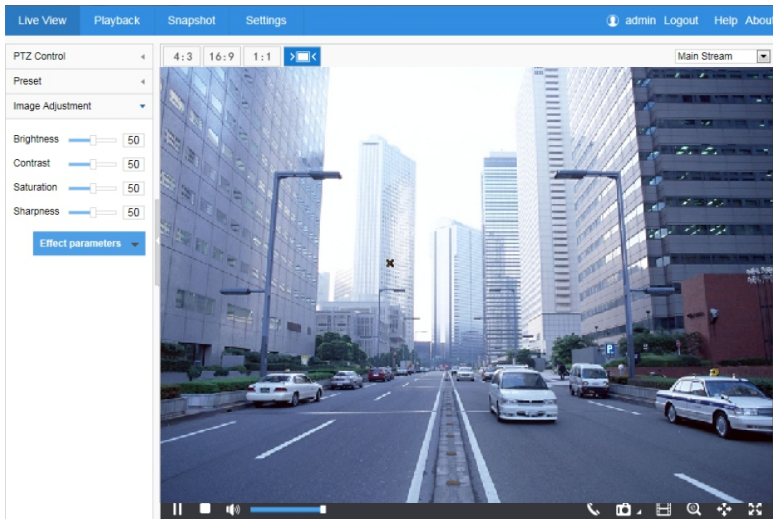 Live View Playback Snapshot Settings admin Logout Help About
PTZ Control
4:3 16:9 1:1 Main Stream
Preset
Image Adjustment
Brightness 50
Contrast 50
Saturation 50
Sharpness 50
Effect parameters
P